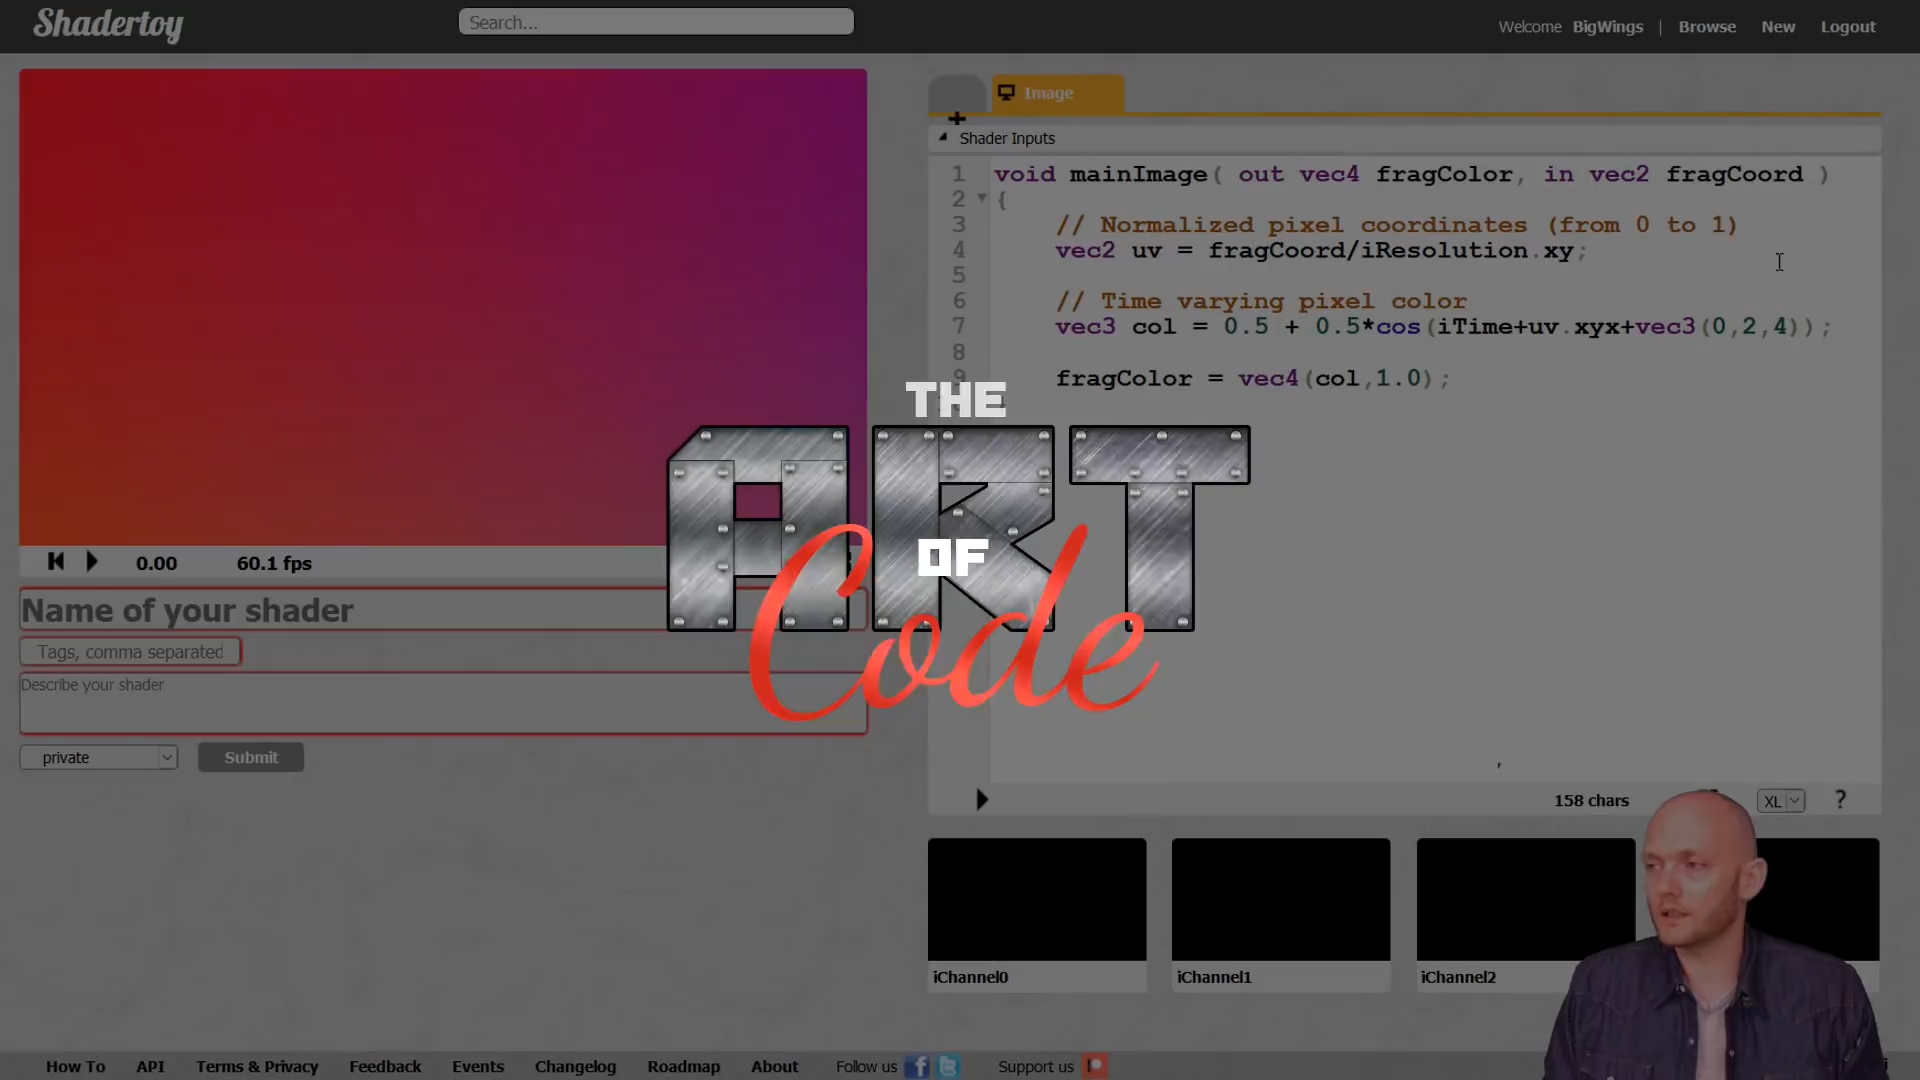 Shadertoy
Search...
Welcome BigWings | Browse New Logout
Image
Shader Inputs
1 void mainImage( out vec4 fragColor, in vec2 fragCoord )
2 {
3 // Normalized pixel coordinates (from 0 to 1)
4 vec2 uv = fragCoord/iResolution.xy;
5
6 // Time varying pixel color
7 vec3 col = 0.5 + 0.5*cos(iTime+uv.xyx+vec3(0,2,4));
8
9 fragColor = vec4(col,1.0);
THE
ART
OF
Code
0.00 60.1 fps
Name of your shader
Tags, comma separated
Describe your shader
private Submit
158 chars XL ?
iChannel0 iChannel1 iChannel2
How To API Terms & Privacy Feedback Events Changelog Roadmap About Follow us Support us